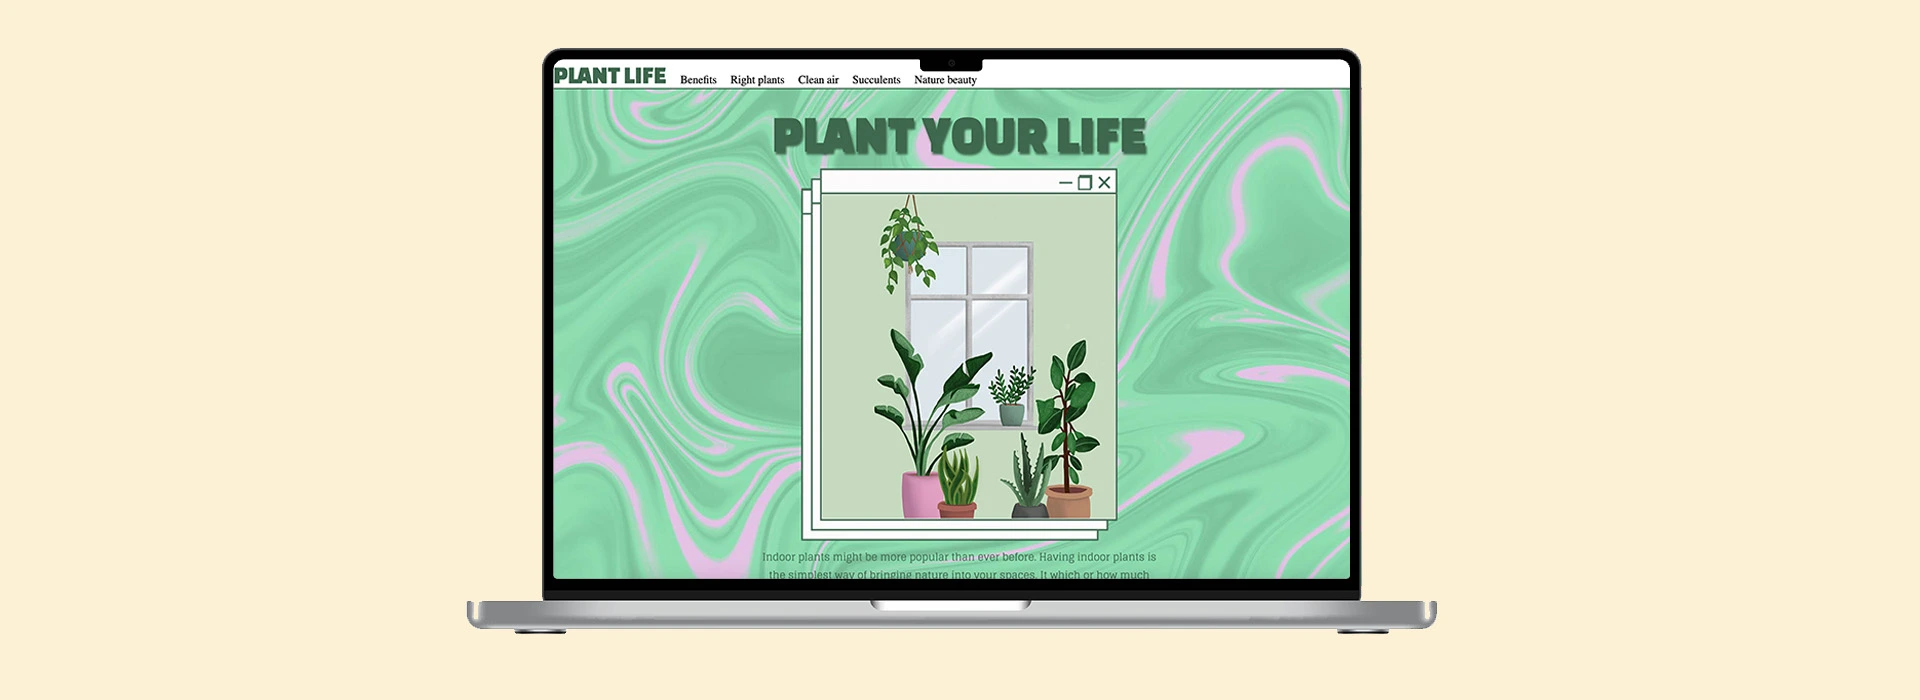 PLANT LIFE Benefits Right plants Clean air Succulents Nature beauty
PLANT YOUR LIFE
Indoor plants might be more popular than ever before. Having indoor plants is
the simplest way of bringing nature into your spaces. It which or how much